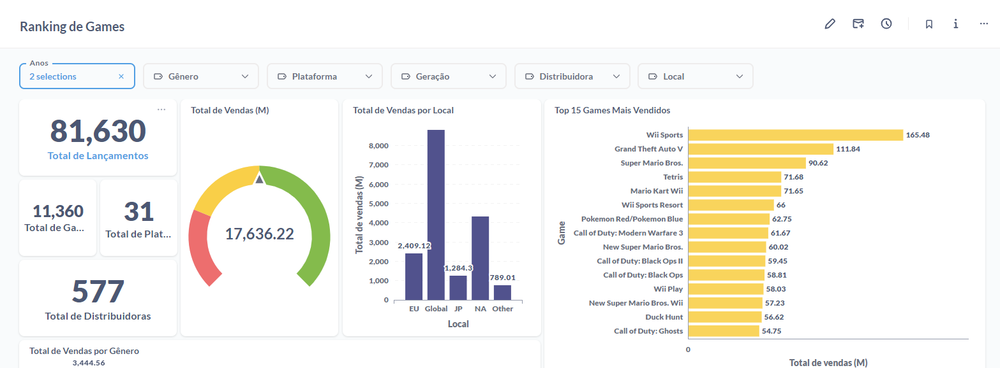 Ranking de Games
Anos
2 selections
Gênero
Plataforma
Geração
Distribuidora
Local
81,630
Total de Lançamentos
11,360
Total de Ga...
31
Total de Plat...
577
Total de Distribuidoras
Total de Vendas (M)
17,636.22
Total de Vendas por Local
Total de vendas (M)
8,000
7,000
6,000
5,000
4,000
3,000
2,000
1,000
0
2,409.12
1,284.3
789.01
EU Global JP NA Other
Local
Top 15 Games Mais Vendidos
Game
Wii Sports 165.48
Grand Theft Auto V 111.84
Super Mario Bros. 90.62
Tetris 71.68
Mario Kart Wii 71.65
Wii Sports Resort 66
Pokemon Red/Pokemon Blue 62.75
Call of Duty: Modern Warfare 3 61.67
New Super Mario Bros. 60.02
Call of Duty: Black Ops II 59.45
Call of Duty: Black Ops 58.81
Wii Play 58.03
New Super Mario Bros. Wii 57.23
Duck Hunt 56.62
Call of Duty: Ghosts 54.75
0
Total de vendas (M)
Total de Vendas por Gênero
3,444.56